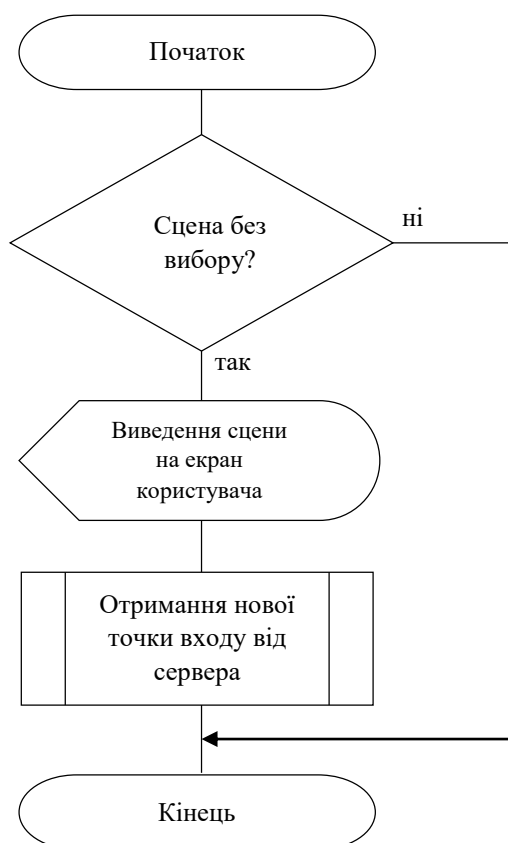 Початок
Сцена без
вибору?
ні
так
Виведення сцени
на екран
користувача
Отримання нової
точки входу від
сервера
Кінець